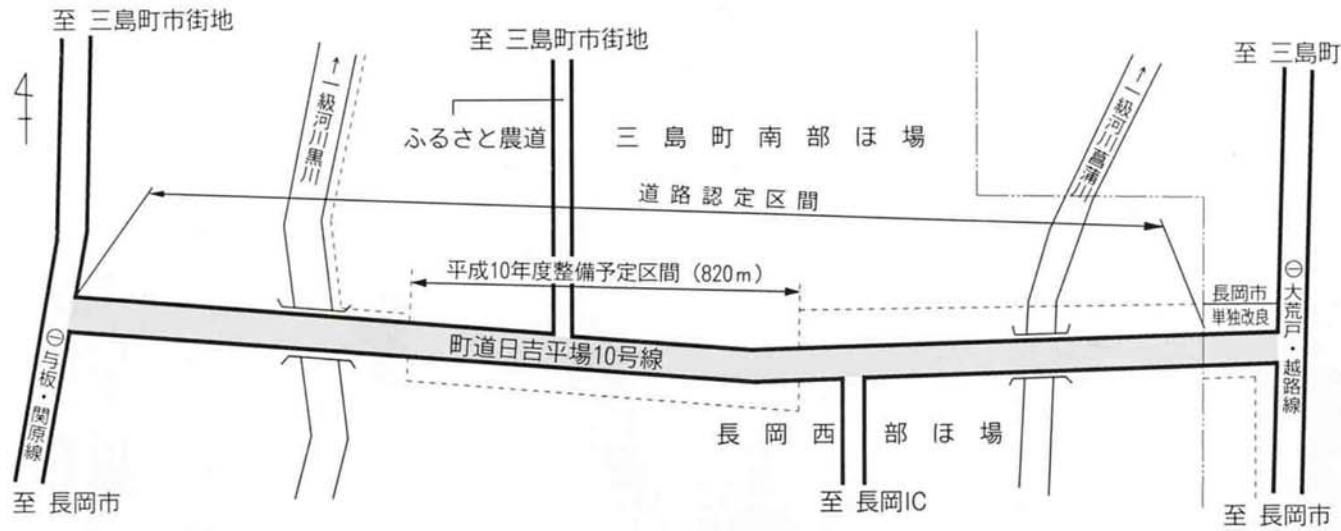 至 三島町市街地
至 三島町市街地
至 三島町
↑一級河川黒川
ふるさと農道
三島町南部ほ場
↑一級河川菖蒲川
道路認定区間
平成10年度整備予定区間（820m）
長岡市
単独改良
㊀大荒戸・越路線
町道日吉平場10号線
㊀与板・関原線
長岡西部ほ場
至 長岡市
至 長岡IC
至 長岡市